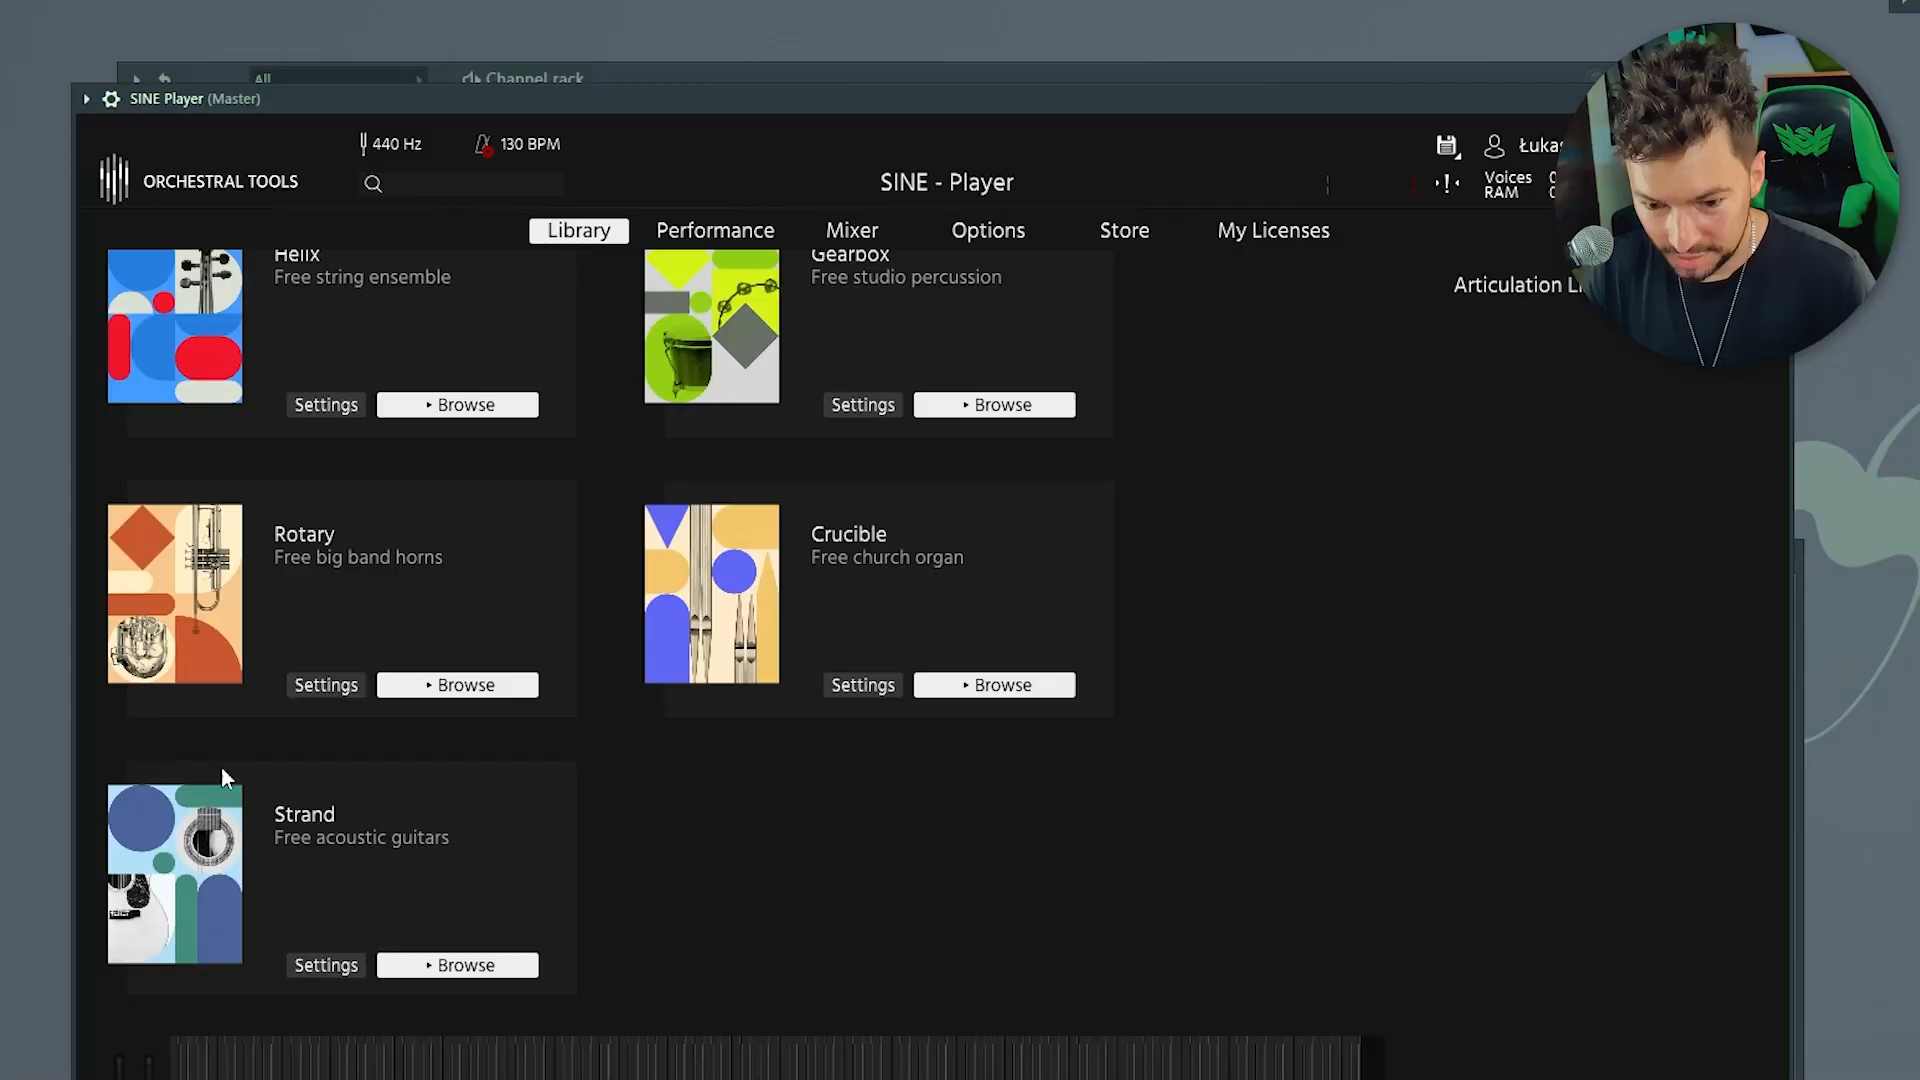 All
Channel rack
SINE Player (Master)
440 Hz
130 BPM
ORCHESTRAL TOOLS
SINE - Player
Voices
RAM
Library
Performance
Mixer
Options
Store
My Licenses
Helix
Free string ensemble
Settings
Browse
Gearbox
Free studio percussion
Settings
Browse
Articulation
Rotary
Free big band horns
Settings
Browse
Crucible
Free church organ
Settings
Browse
Strand
Free acoustic guitars
Settings
Browse